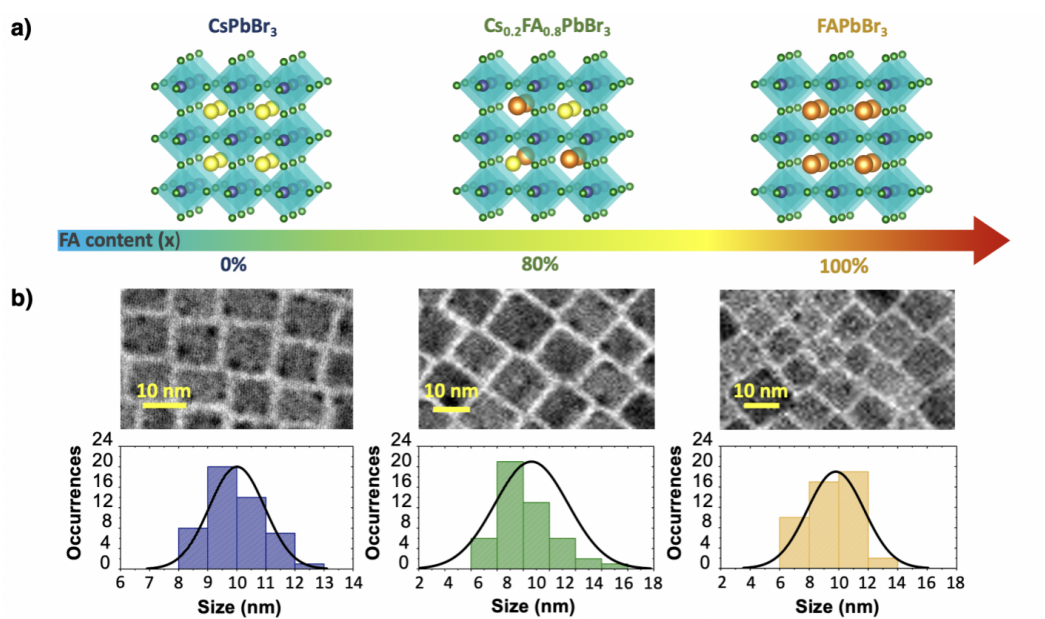 a)
CsPbBr₃
Cs₀.₂FA₀.₈PbBr₃
FAPbBr₃
FA content (x)
0%
80%
100%
b)
10 nm
10 nm
10 nm
24
20
16
12
8
4
0
Occurrences
6 7 8 9 10 11 12 13 14
Size (nm)
24
20
16
12
8
4
0
Occurrences
2 4 6 8 10 12 14 16 18
Size (nm)
24
20
16
12
8
4
0
Occurrences
2 4 6 8 10 12 14 16 18
Size (nm)